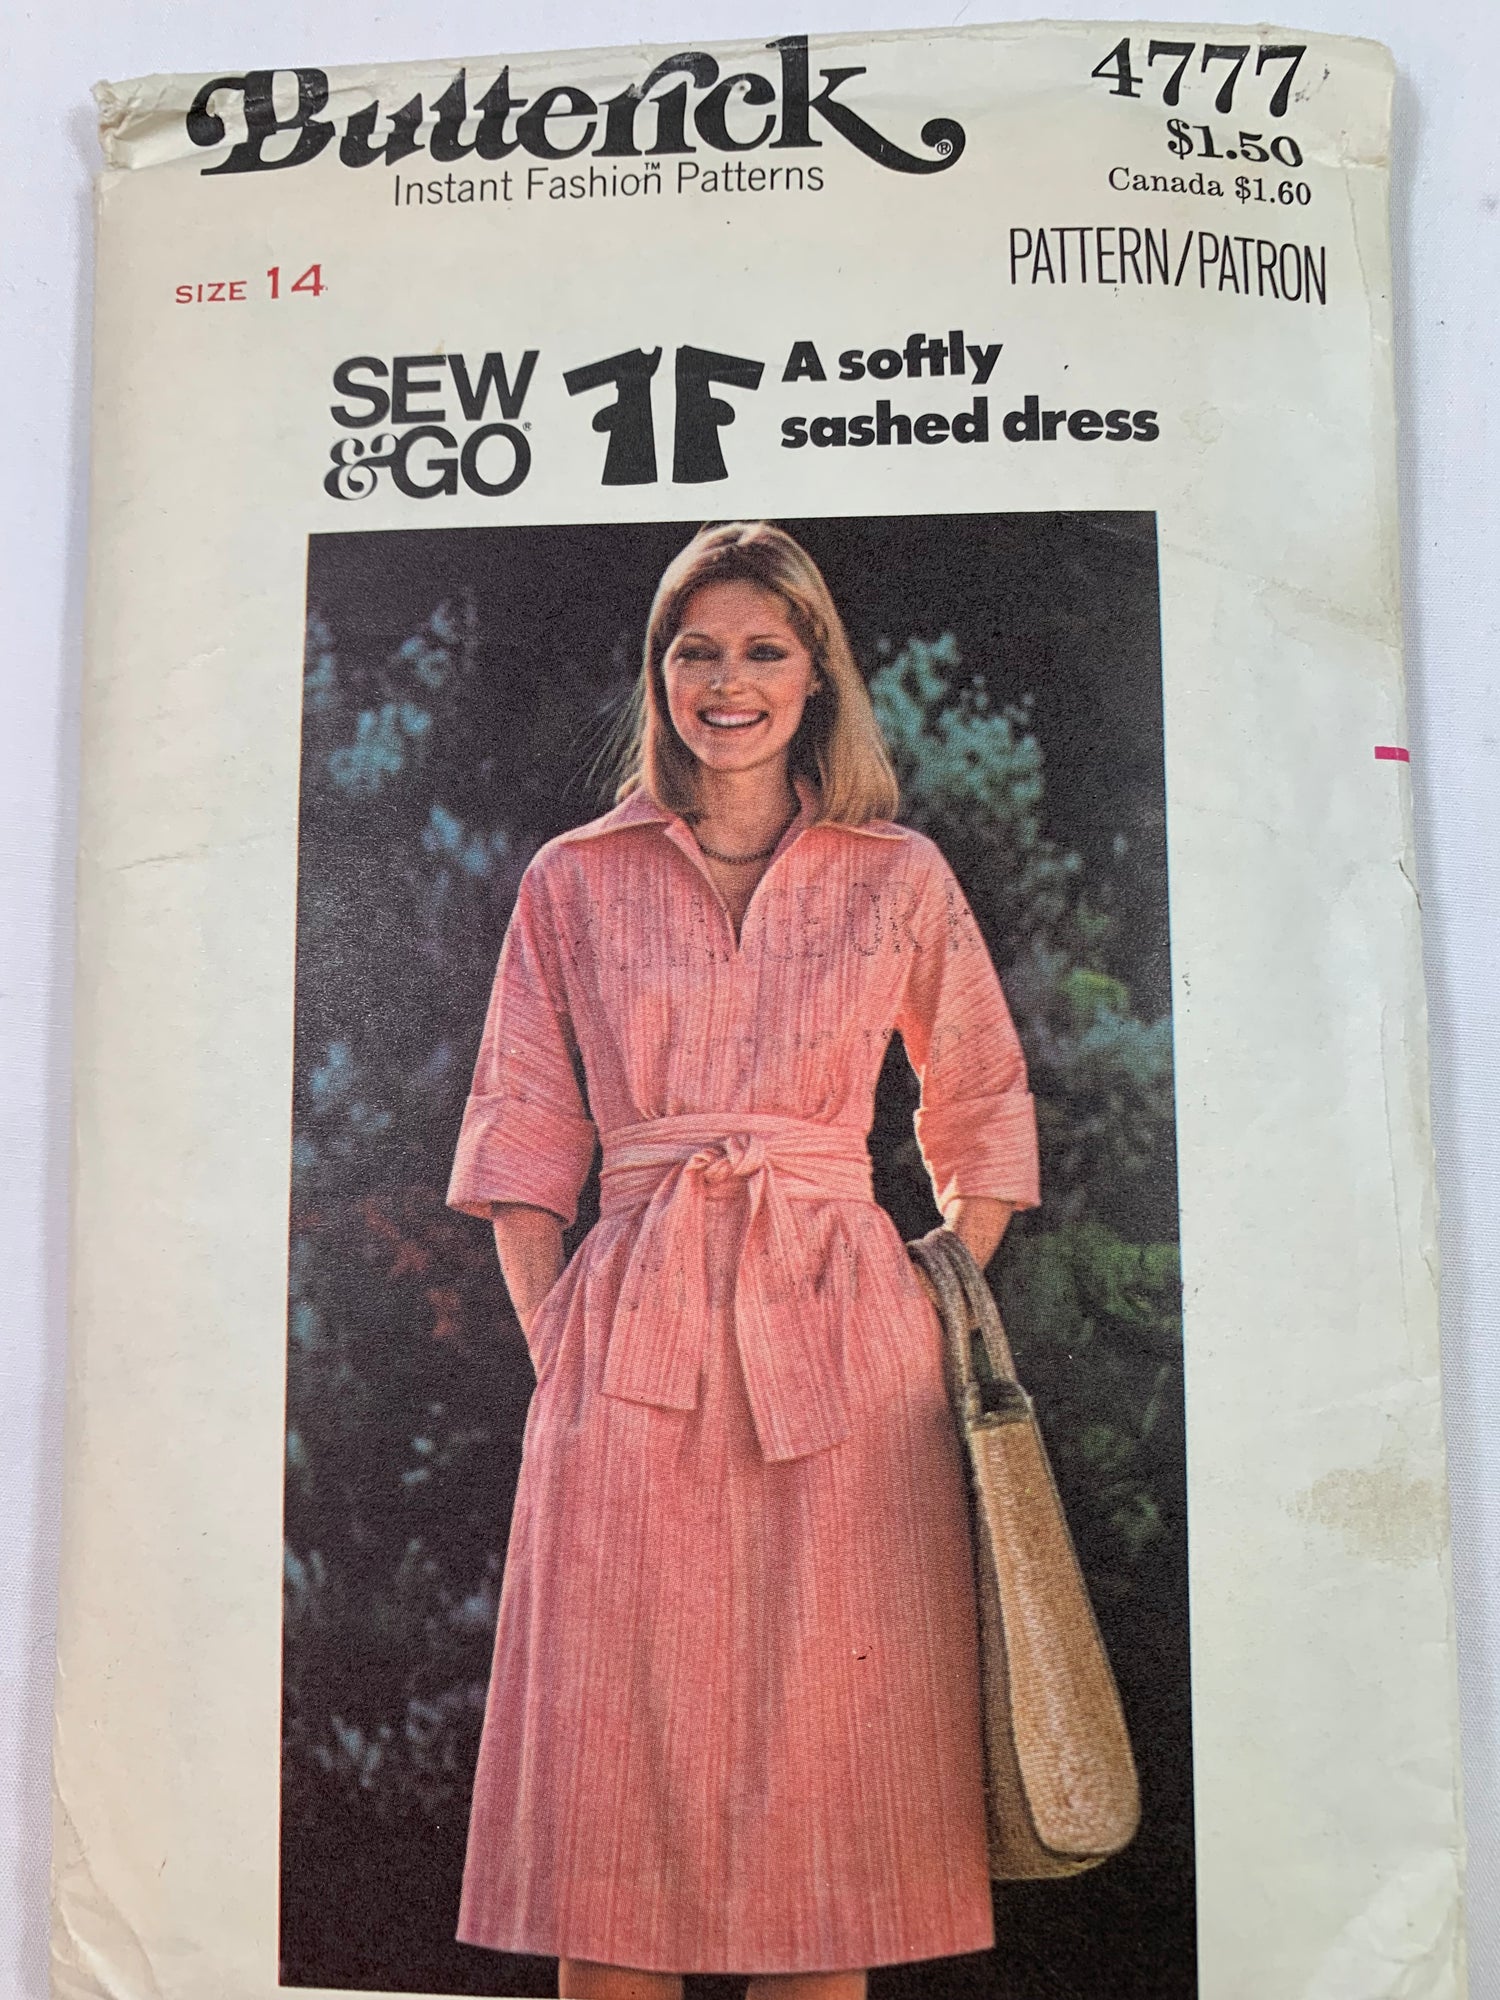 Butterick®
Instant Fashion™ Patterns
4777
$1.50
Canada $1.60
PATTERN/PATRON
SIZE 14
SEW
&GO®
A softly
sashed dress
OR